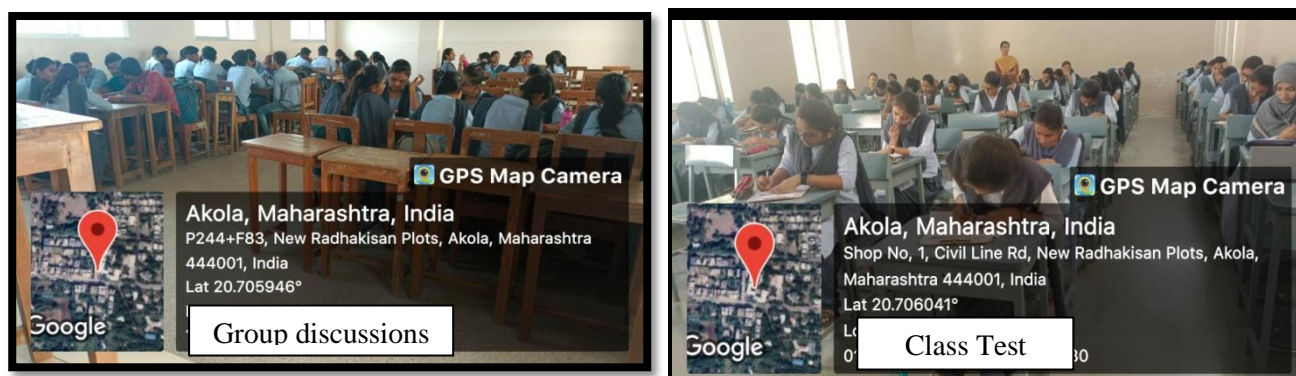 GPS Map Camera
Akola, Maharashtra, India
P244+F83, New Radhakisan Plots, Akola, Maharashtra
444001, India
Lat 20.705946°
Google
Group discussions
GPS Map Camera
Akola, Maharashtra, India
Shop No, 1, Civil Line Rd, New Radhakisan Plots, Akola,
Maharashtra 444001, India
Lat 20.706041°
Google
Class Test